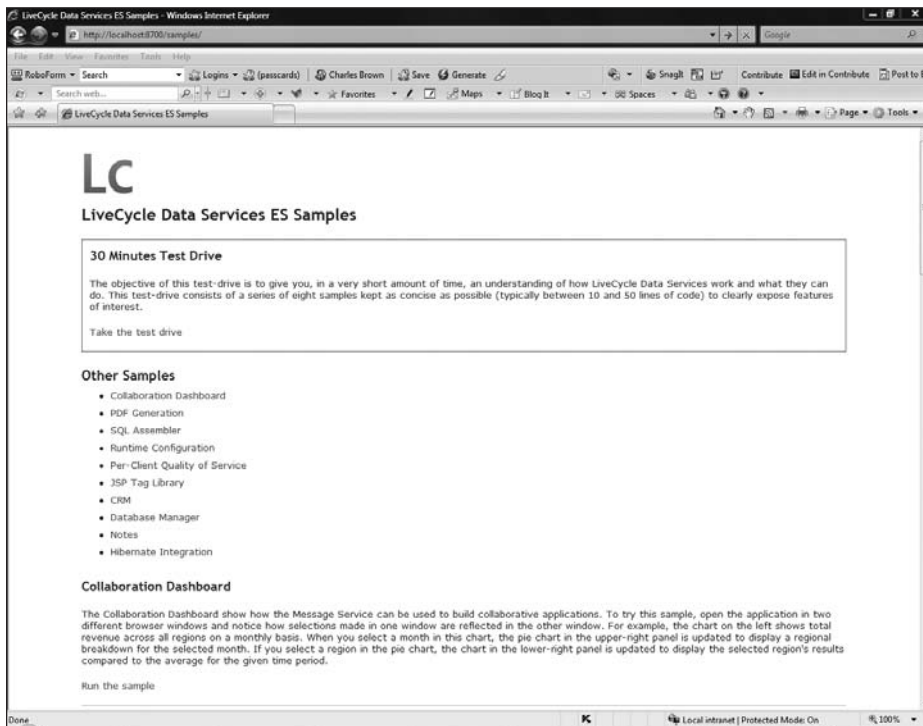 LiveCycle Data Services ES Samples - Windows Internet Explorer
http://localhost:8700/samples/
Google
File Edit View Favorites Tools Help
RoboForm Search Logins (passcards) Charles Brown Save Generate SnagIt Contribute Edit in Contribute Post to
Search web... Favorites Maps Blog It Spaces
LiveCycle Data Services ES Samples Page Tools
Lc
LiveCycle Data Services ES Samples
30 Minutes Test Drive
The objective of this test-drive is to give you, in a very short amount of time, an understanding of how LiveCycle Data Services work and what they can
do. This test-drive consists of a series of eight samples kept as concise as possible (typically between 10 and 50 lines of code) to clearly expose features
of interest.
Take the test drive
Other Samples
• Collaboration Dashboard
• PDF Generation
• SQL Assembler
• Runtime Configuration
• Per-Client Quality of Service
• JSP Tag Library
• CRM
• Database Manager
• Notes
• Hibernate Integration
Collaboration Dashboard
The Collaboration Dashboard show how the Message Service can be used to build collaborative applications. To try this sample, open the application in two
different browser windows and notice how selections made in one window are reflected in the other window. For example, the chart on the left shows total
revenue across all regions on a monthly basis. When you select a month in this chart, the pie chart in the upper-right panel is updated to display a regional
breakdown for the selected month. If you select a region in the pie chart, the chart in the lower-right panel is updated to display the selected region's results
compared to the average for the given time period.
Run the sample
Done Local intranet | Protected Mode: On 100%